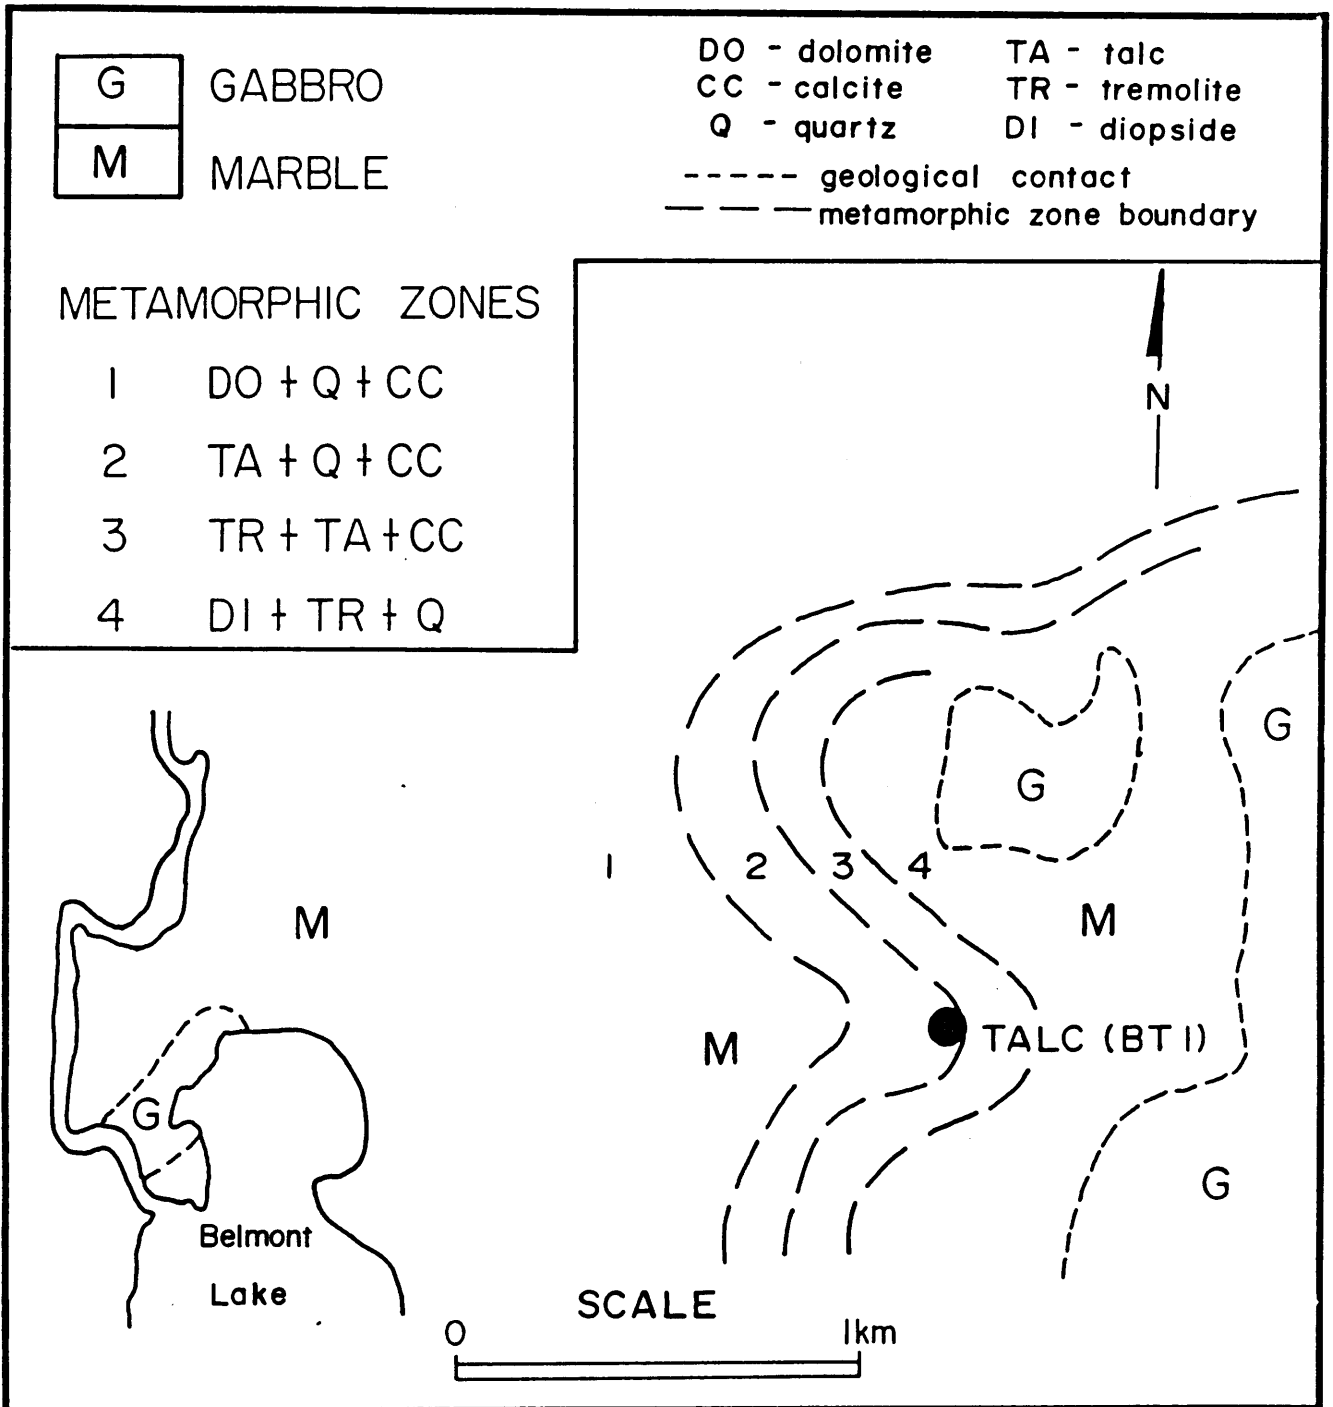 G GABBRO
M MARBLE
DO - dolomite TA - talc
CC - calcite TR - tremolite
Q - quartz DI - diopside
----- geological contact
— — — metamorphic zone boundary
METAMORPHIC ZONES
1 DO + Q + CC
2 TA + Q + CC
3 TR + TA + CC
4 DI + TR + Q
N
G
G
1 2 3 4
M
M
TALC (BT 1)
M
G
G
Belmont
Lake
SCALE
0 1km